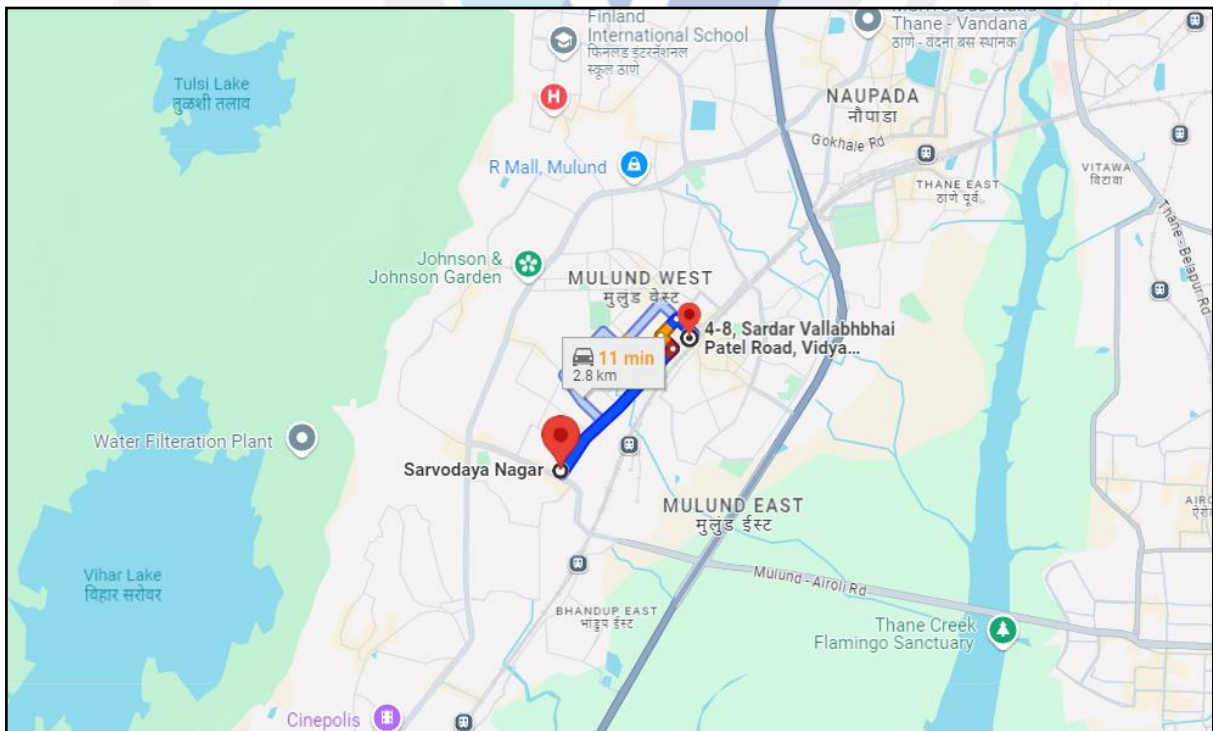 Finland
International School
फिनलंड इंटरनॅशनल
स्कूल ठाणे
Thane - Vandana
ठाणे - वंदना बस स्थानक
Tulsi Lake
तुळशी तलाव
H
NAUPADA
नौपाडा
Gokhale Rd
R Mall, Mulund
THANE EAST
ठाणे पूर्व
VITAWA
विटावा
Thane - Belapur Rd
Johnson &
Johnson Garden
MULUND WEST
मुलुंड वेस्ट
4-8, Sardar Vallabhbhai
Patel Road, Vidya...
11 min
2.8 km
Water Filteration Plant
Sarvodaya Nagar
MULUND EAST
मुलुंड ईस्ट
Vihar Lake
विहार सरोवर
Mulund - Airoli Rd
BHANDUP EAST
भांडुप ईस्ट
Thane Creek
Flamingo Sanctuary
Cinepolis